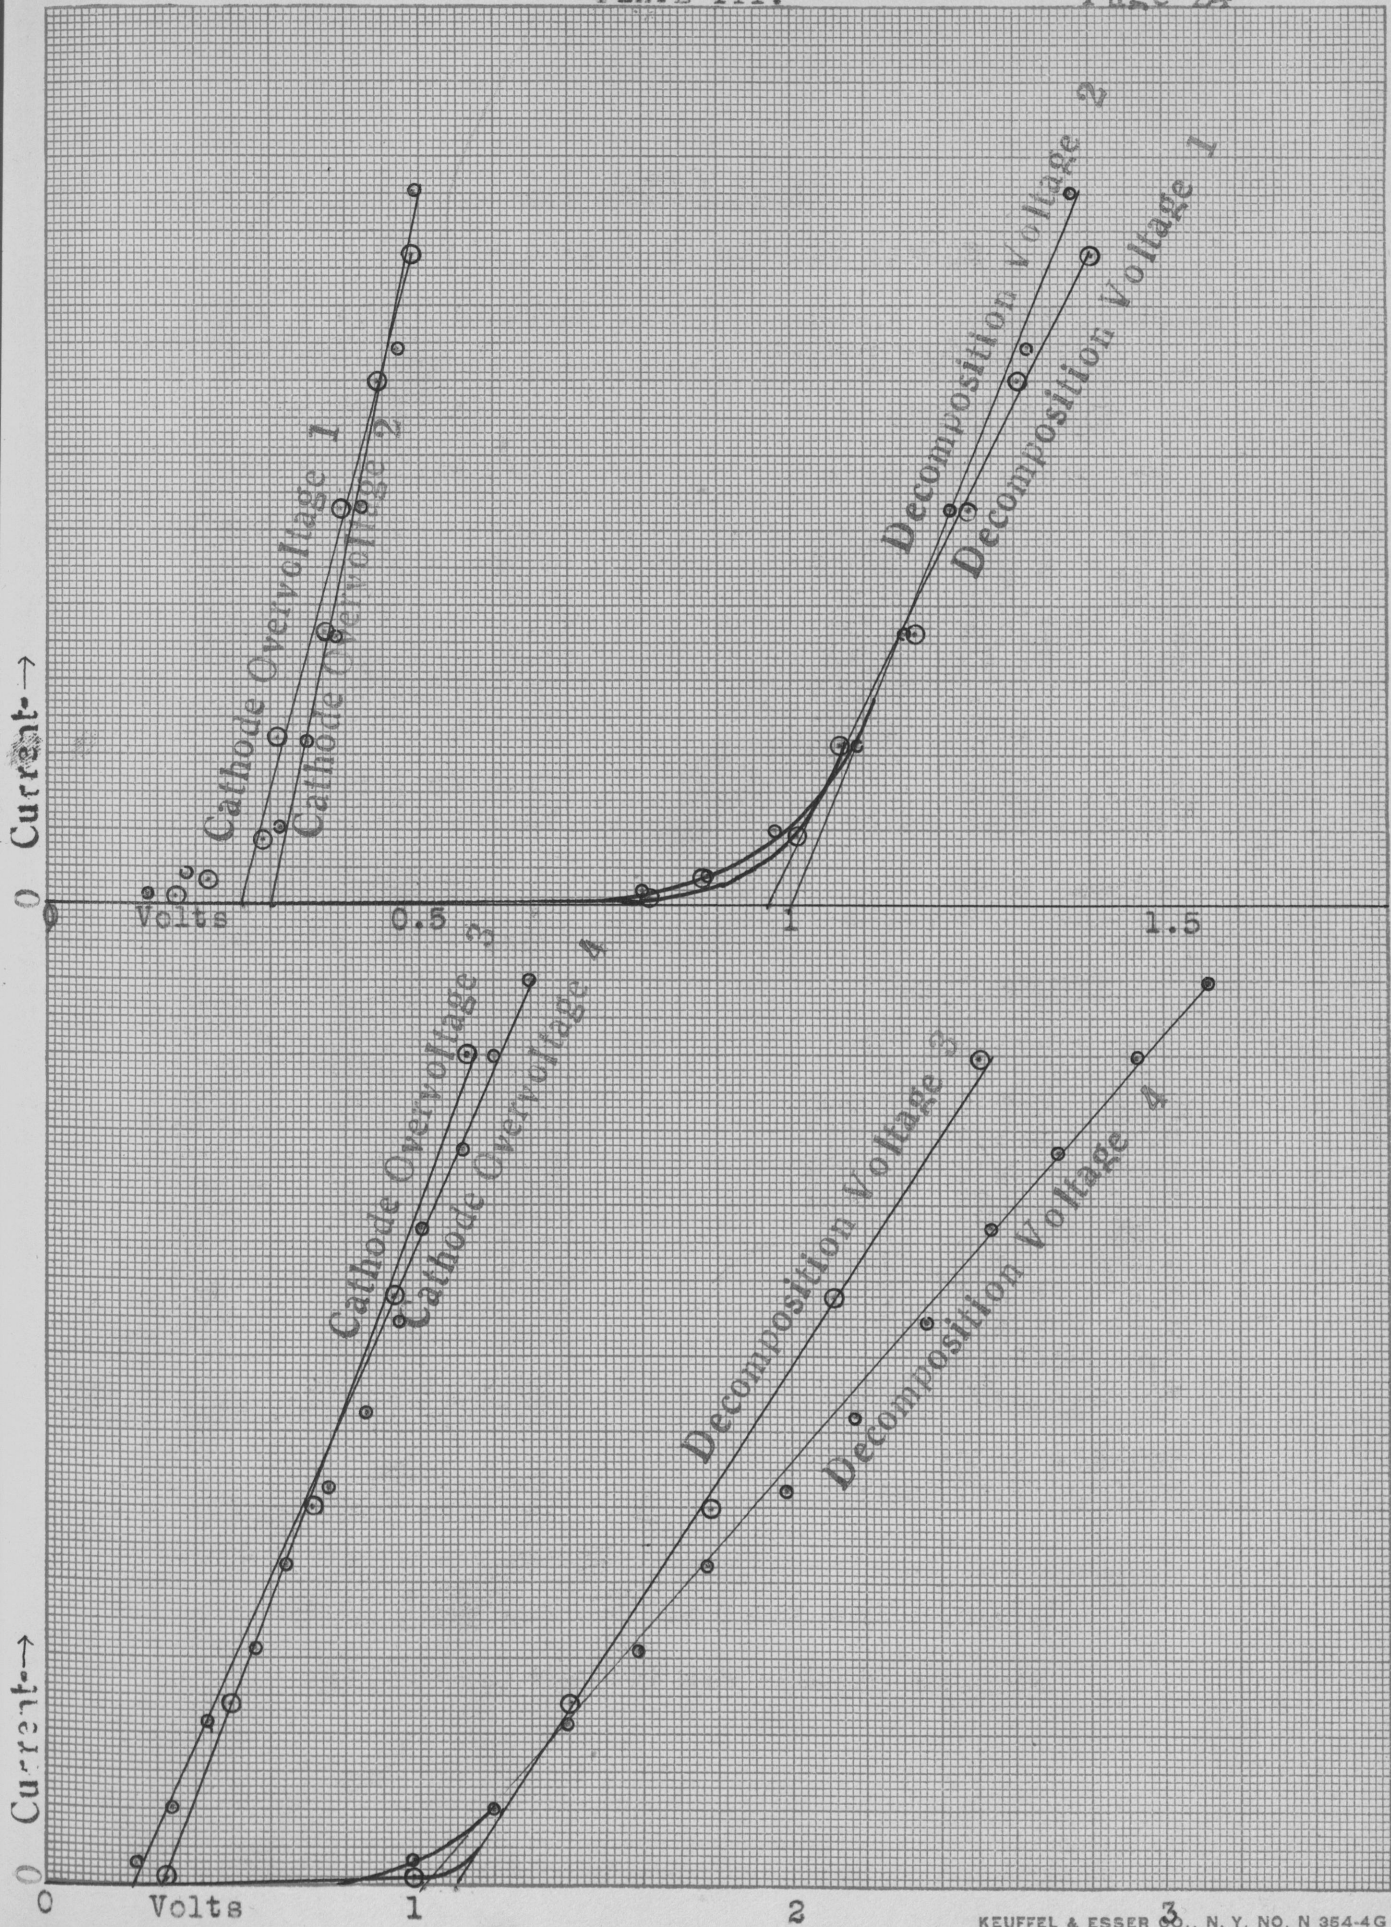 Decomposition Voltage 2
Decomposition Voltage 1
Cathode Overvoltage 1
Cathode Overvoltage 2
Current→
0
0 Volts 0.5 1 1.5
Cathode Overvoltage 3
Cathode Overvoltage 4
Decomposition Voltage 3
Decomposition Voltage 4
Current→
0
0 Volts 1 2 3
KEUFFEL & ESSER CO., N. Y. NO. N 354-4G